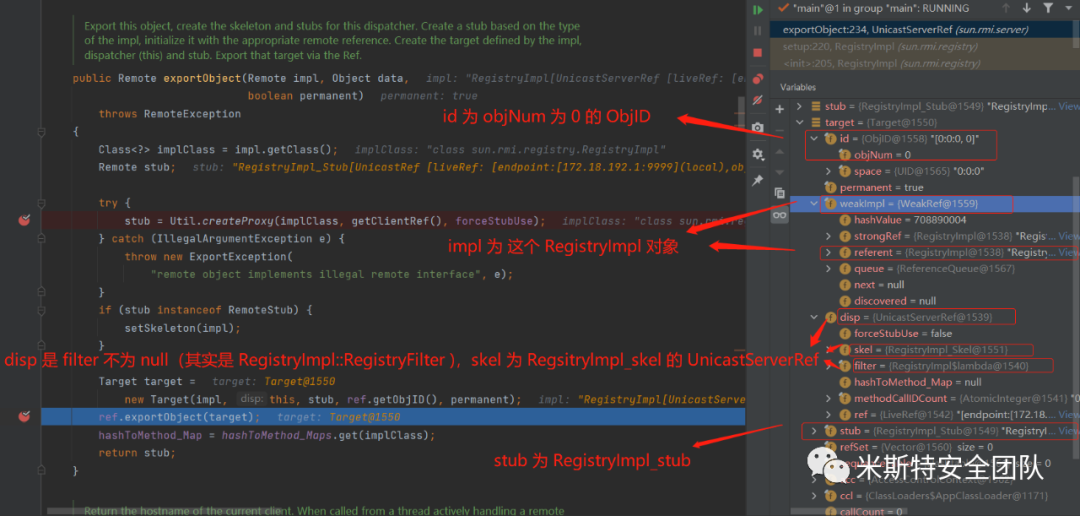 Export this object, create the skeleton and stubs for this dispatcher. Create a stub based on the type
of the impl, initialize it with the appropriate remote reference. Create the target defined by the impl,
dispatcher (this) and stub. Export that target via the Ref.
public Remote exportObject(Remote impl, Object data,  impl: "RegistryImpl[UnicastServerRef [liveRef: [
boolean permanent)  permanent: true
throws RemoteException
id 为 objNum 为 0 的 ObjID
{
Class<?> implClass = impl.getClass();  impl: "class sun.rmi.registry.RegistryImpl"
Remote stub;  stub: "RegistryImpl_Stub[UnicastRef [liveRef: [endpoint:[172.18.192.1:9999](local),ob
try {
stub = Util.createProxy(implClass, getClientRef(), forceStubUse);  implClass: "class
} catch (IllegalArgumentException e) {
impl 为 这个 RegistryImpl 对象
throw new ExportException(
"remote object implements illegal remote interface", e);
}
if (stub instanceof RemoteStub) {
setSkeleton(impl);
}
disp 是 filter 不为 null（其实是 RegistryImpl::RegistryFilter ），skel 为 RegsitryImpl_skel 的 UnicastServerRef
Target target =  target: Target@1550
new Target(impl, disp: this, stub, ref.getObjID(), permanent);  impl: "RegistryImpl[UnicastServe
ref.exportObject(target);  target: Target@1550
hashToMethod_Map = hashToMethod_Maps.get(implClass);
return stub;
stub 为 RegistryImpl_stub
}
Return the hostname of the current client. When called from a thread actively handling a remote
"main"@1 in group "main": RUNNING
exportObject:234, UnicastServerRef (sun.rmi.server)
setup:220, RegistryImpl (sun.rmi.registry)
<init>:205, RegistryImpl (sun.rmi.registry)
Variables
stub = {RegistryImpl_Stub@1549} "RegistryImp... View
target = {Target@1550}
id = {ObjID@1558} "[0:0:0, 0]"
objNum = 0
space = {UID@1565} "0:0:0"
permanent = true
weakImpl = {WeakRef@1559}
hashValue = 708890004
strongRef = {RegistryImpl@1538} "Regist... View
referent = {RegistryImpl@1538} "Registry... View
queue = {ReferenceQueue@1567}
next = null
discovered = null
disp = {UnicastServerRef@1539}
forceStubUse = false
skel = {RegistryImpl_Skel@1551}
filter = {RegistryImpl$lambda@1540}
hashToMethod_Map = null
methodCallIDCount = {AtomicInteger@1541} "0
ref = {LiveRef@1542} "[endpoint:[172.18.... View
stub = {RegistryImpl_Stub@1549} "RegistryI... View
refSet = {Vector@1560} size = 0
size = 0
米斯特安全团队
ccl = {ClassLoaders$AppClassLoader@1171}
callCount = 0